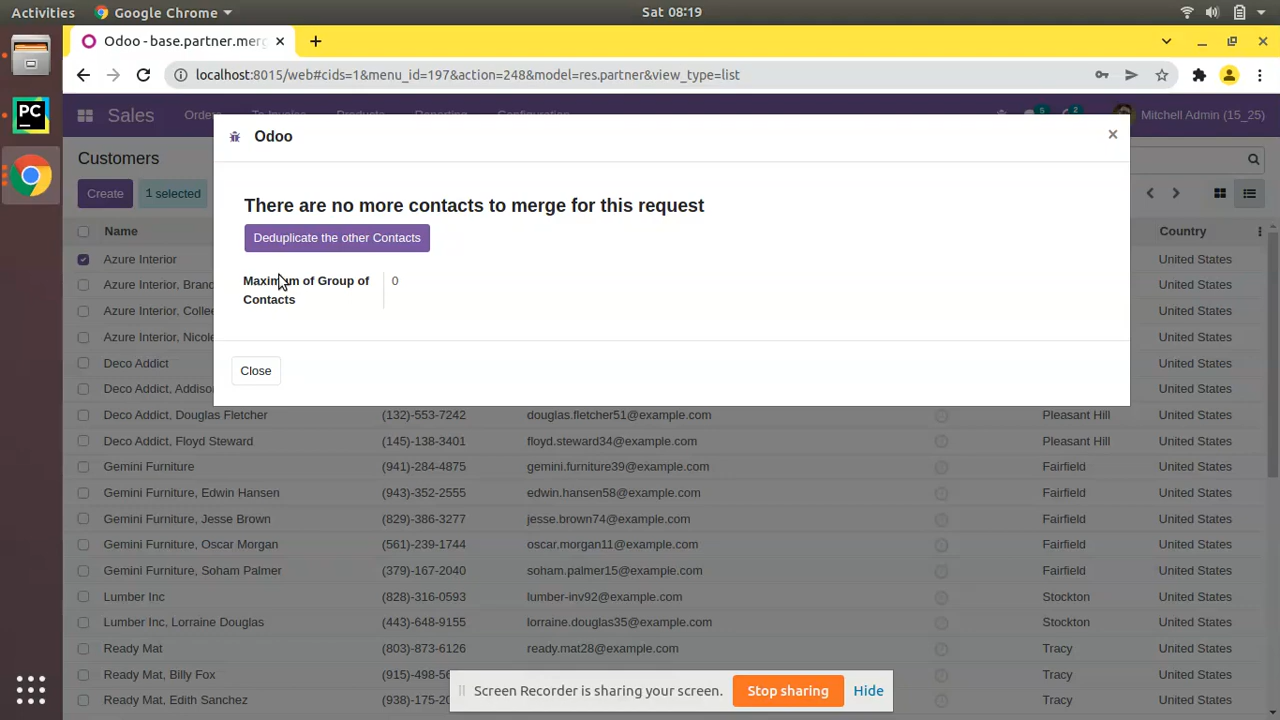 Activities Google Chrome Sat 08:19
Odoo - base.partner.merg
localhost:8015/web#cids=1&menu_id=197&action=248&model=res.partner&view_type=list
Sales Orders To Invoice Products Reporting Configuration 5 2 Mitchell Admin (15_25)
Odoo
Customers
Create 1 selected
There are no more contacts to merge for this request
Deduplicate the other Contacts
Maximum of Group of
Contacts
0
Close
Name Country
Azure Interior United States
Azure Interior, Brand United States
Azure Interior, Colle United States
Azure Interior, Nicole United States
Deco Addict United States
Deco Addict, Addiso United States
Deco Addict, Douglas Fletcher (132)-553-7242 douglas.fletcher51@example.com Pleasant Hill United States
Deco Addict, Floyd Steward (145)-138-3401 floyd.steward34@example.com Pleasant Hill United States
Gemini Furniture (941)-284-4875 gemini.furniture39@example.com Fairfield United States
Gemini Furniture, Edwin Hansen (943)-352-2555 edwin.hansen58@example.com Fairfield United States
Gemini Furniture, Jesse Brown (829)-386-3277 jesse.brown74@example.com Fairfield United States
Gemini Furniture, Oscar Morgan (561)-239-1744 oscar.morgan11@example.com Fairfield United States
Gemini Furniture, Soham Palmer (379)-167-2040 soham.palmer15@example.com Fairfield United States
Lumber Inc (828)-316-0593 lumber-inv92@example.com Stockton United States
Lumber Inc, Lorraine Douglas (443)-648-9155 lorraine.douglas35@example.com Stockton United States
Ready Mat (803)-873-6126 ready.mat28@example.com Tracy United States
Ready Mat, Billy Fox (915)-498-56 Tracy United States
Ready Mat, Edith Sanchez (938)-175-20 Tracy United States
Screen Recorder is sharing your screen. Stop sharing Hide
PC